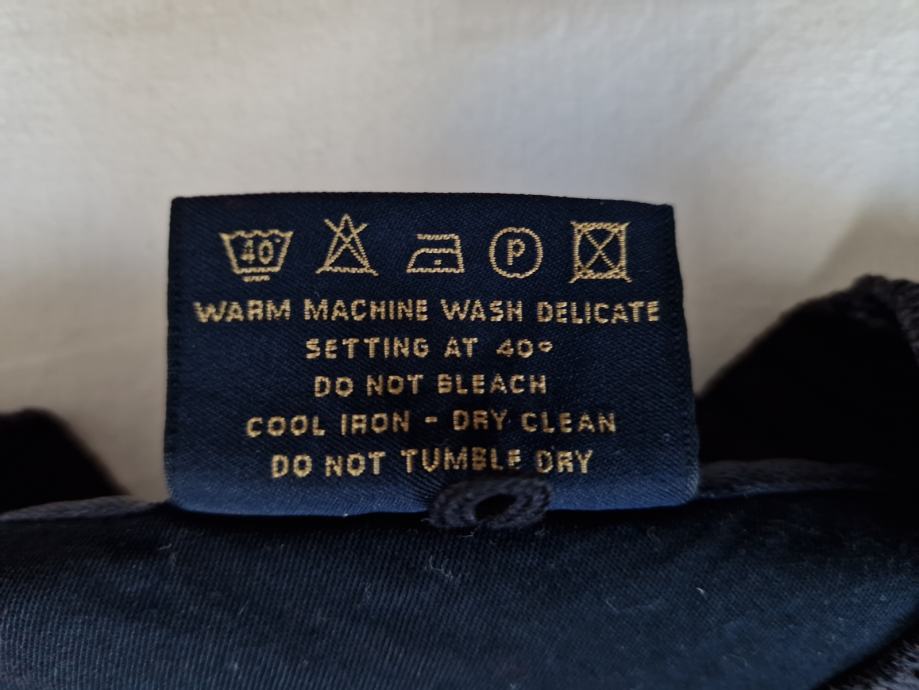 40° P
WARM MACHINE WASH DELICATE
SETTING AT 40°
DO NOT BLEACH
COOL IRON - DRY CLEAN
DO NOT TUMBLE DRY